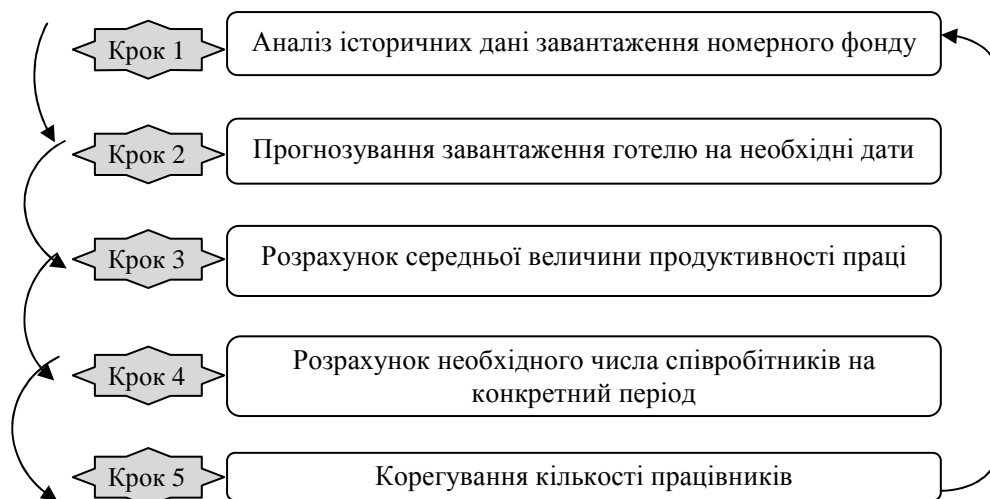 Крок 1
Аналіз історичних дані завантаження номерного фонду
Крок 2
Прогнозування завантаження готелю на необхідні дати
Крок 3
Розрахунок середньої величини продуктивності праці
Крок 4
Розрахунок необхідного числа співробітників на
конкретний період
Крок 5
Корегування кількості працівників